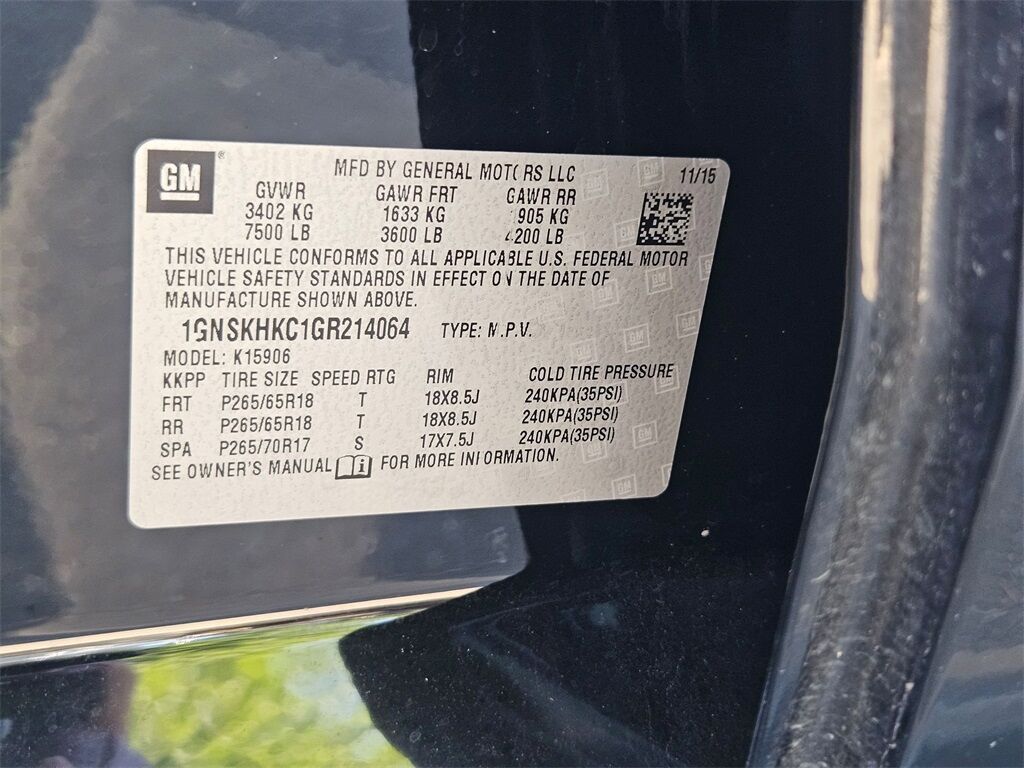 GM ®
MFD BY GENERAL MOTORS LLC 11/15
GVWR GAWR FRT GAWR RR
3402 KG 1633 KG 1905 KG
7500 LB 3600 LB 4200 LB
THIS VEHICLE CONFORMS TO ALL APPLICABLE U.S. FEDERAL MOTOR
VEHICLE SAFETY STANDARDS IN EFFECT ON THE DATE OF
MANUFACTURE SHOWN ABOVE.
1GNSKHKC1GR214064 TYPE: M.P.V.
MODEL: K15906
KKPP TIRE SIZE SPEED RTG RIM COLD TIRE PRESSURE
FRT P265/65R18 T 18X8.5J 240KPA(35PSI)
RR P265/65R18 T 18X8.5J 240KPA(35PSI)
SPA P265/70R17 S 17X7.5J 240KPA(35PSI)
SEE OWNER'S MANUAL i FOR MORE INFORMATION.